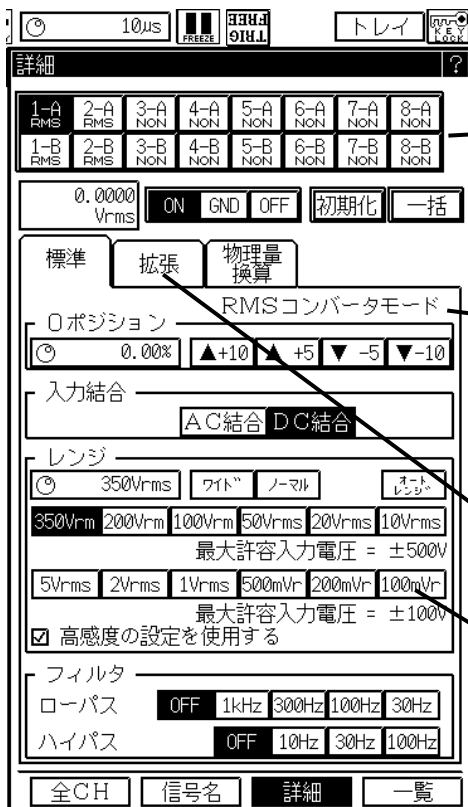 10µs FREEZE TRIG FREE トレイ KEY LOCK
詳細 ?
1-A RMS 2-A RMS 3-A NON 4-A NON 5-A NON 6-A NON 7-A NON 8-A NON
1-B RMS 2-B RMS 3-B NON 4-B NON 5-B NON 6-B NON 7-B NON 8-B NON
0.0000 Vrms ON GND OFF 初期化 一括
標準 拡張 物理量換算
RMSコンバータモード
0ポジション
0.00% ▲+10 ▲ +5 ▼ -5 ▼-10
入力結合
AC結合 DC結合
レンジ
350Vrms ワイド ノーマル オートレンジ
350Vrm 200Vrm 100Vrm 50Vrms 20Vrms 10Vrms
最大許容入力電圧 = ±500V
5Vrms 2Vrms 1Vrms 500mVr 200mVr 100mVr
最大許容入力電圧 = ±100V
☑ 高感度の設定を使用する
フィルタ
ローパス OFF 1kHz 300Hz 100Hz 30Hz
ハイパス OFF 10Hz 30Hz 100Hz
全CH 信号名 詳細 一覧